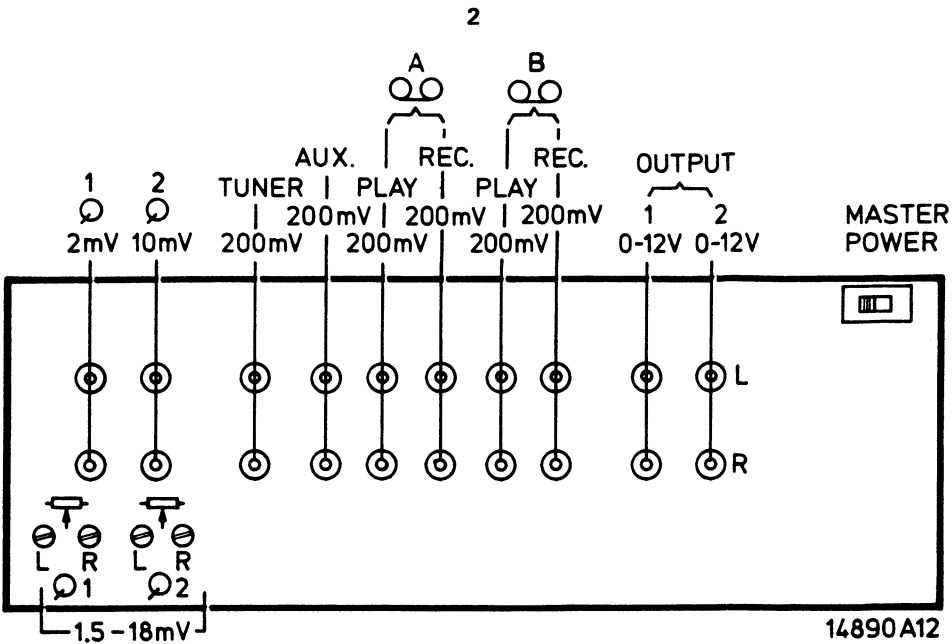 2
A B
AUX. REC. REC. OUTPUT
1 2 TUNER PLAY PLAY
200mV 200mV 200mV 1 2 MASTER
2mV 10mV 200mV 200mV 200mV 0-12V 0-12V POWER
L
R
L R L R
1 2
1,5-18mV 14890A12